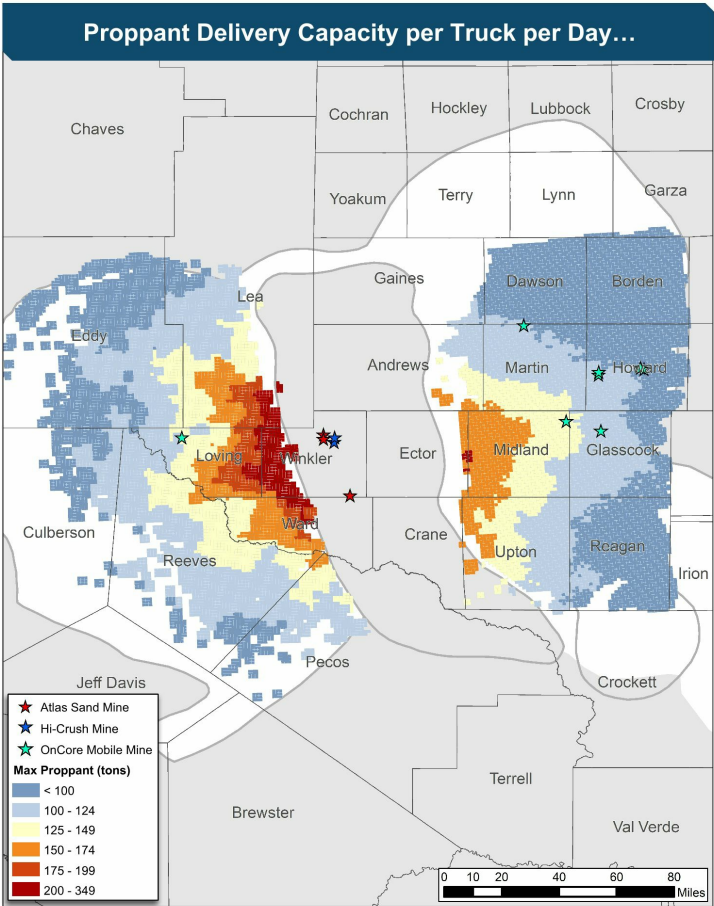 Proppant Delivery Capacity per Truck per Day…
Cochran
Hockley
Lubbock
Crosby
Chaves
Yoakum
Terry
Lynn
Garza
Gaines
Dawson
Borden
Lea
Eddy
Andrews
Martin
Howard
Loving
Winkler
Ector
Midland
Glasscock
Ward
Culberson
Reeves
Crane
Upton
Reagan
Irion
Pecos
Jeff Davis
Crockett
Atlas Sand Mine
Hi-Crush Mine
OnCore Mobile Mine
Max Proppant (tons)
< 100
100 - 124
125 - 149
150 - 174
175 - 199
200 - 349
Terrell
Brewster
Val Verde
0 10 20 40 60 80
Miles